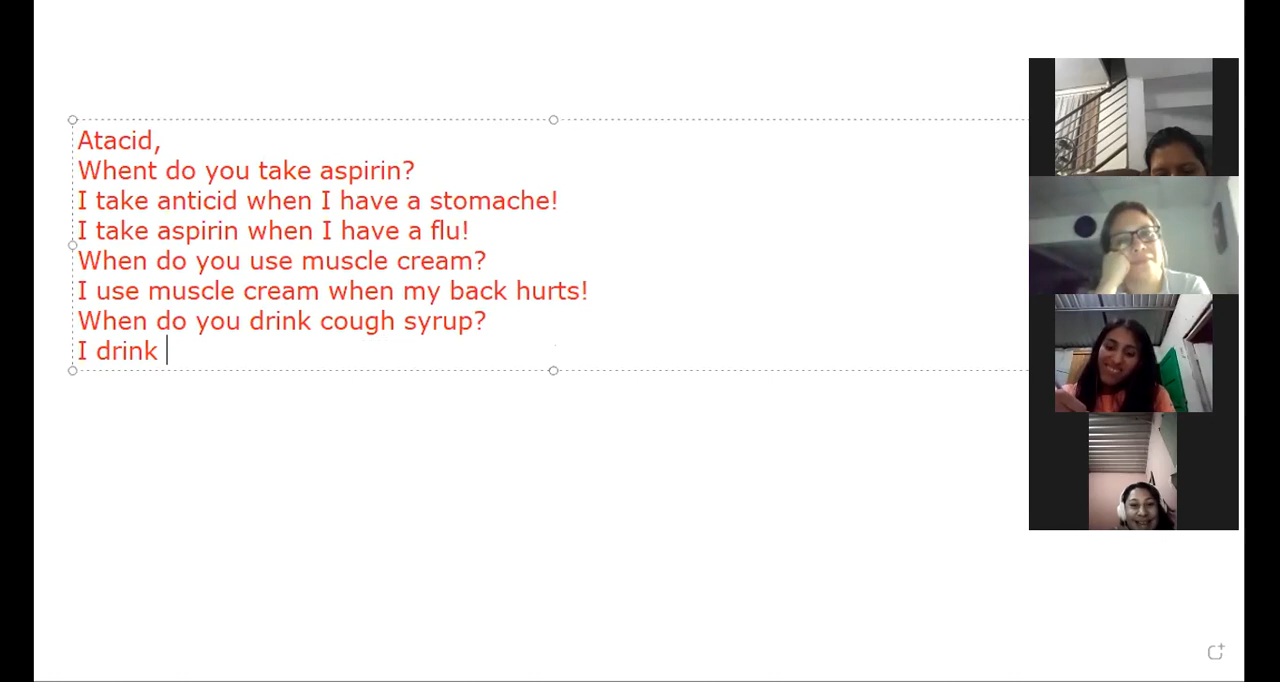 Atacid,
Whent do you take aspirin?
I take anticid when I have a stomache!
I take aspirin when I have a flu!
When do you use muscle cream?
I use muscle cream when my back hurts!
When do you drink cough syrup?
I drink